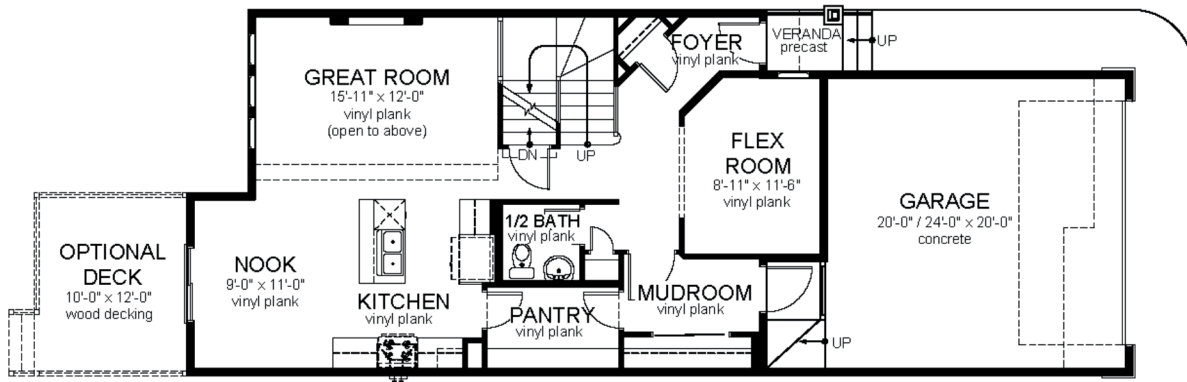 GREAT ROOM
15'-11" x 12'-0"
vinyl plank
(open to above)
DN
UP
FOYER
vinyl plank
VERANDA
precast
UP
FLEX
ROOM
8'-11" x 11'-6"
vinyl plank
GARAGE
20'-0" / 24'-0" x 20'-0"
concrete
OPTIONAL
DECK
10'-0" x 12'-0"
wood decking
NOOK
9'-0" x 11'-0"
vinyl plank
KITCHEN
vinyl plank
1/2 BATH
vinyl plank
PANTRY
vinyl plank
MUDROOM
vinyl plank
UP